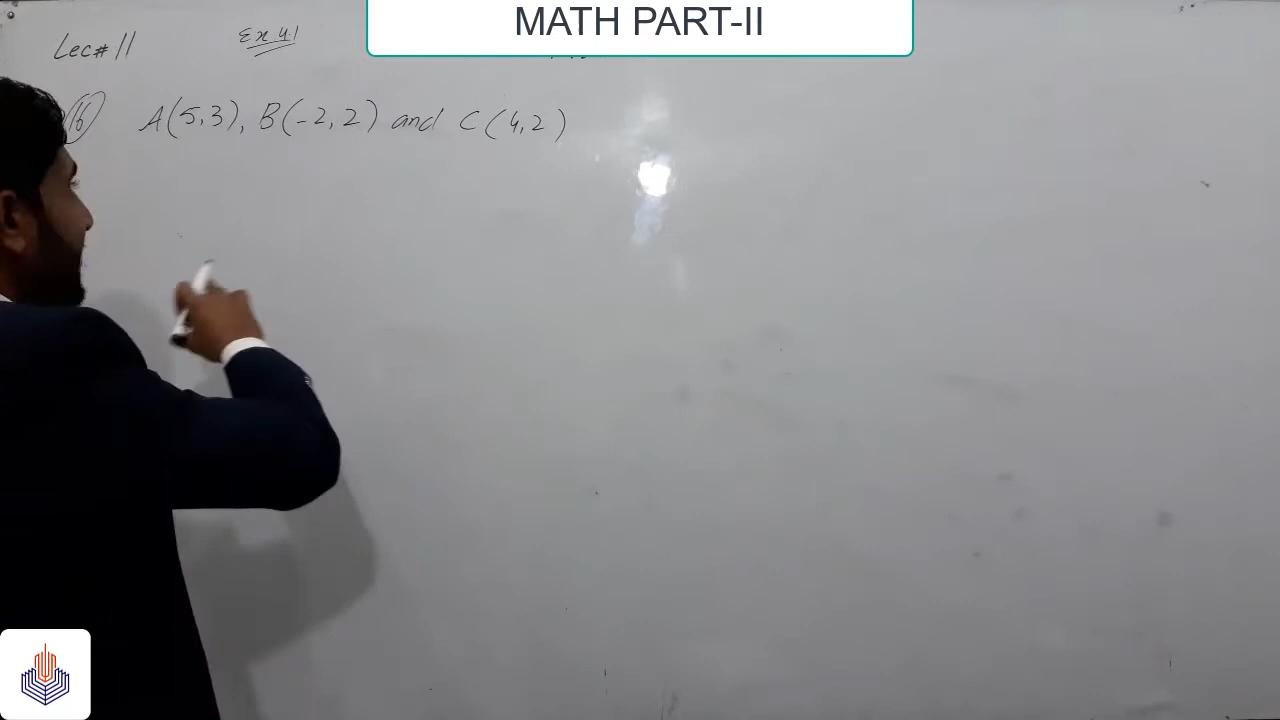 MATH PART-II
Lec# 11 Ex 4.1
16 A(5,3), B(-2,2) and C(4,2)